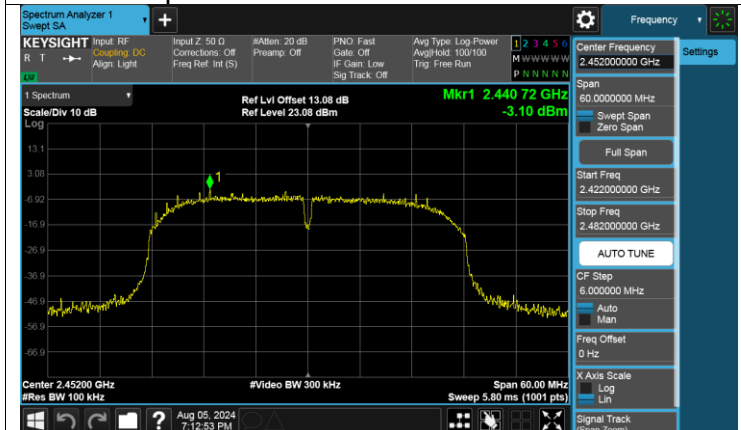 Spectrum Analyzer 1
Swept SA
+
Frequency
KEYSIGHT
R T
LU
Input: RF
Coupling: DC
Align: Light
Input Z: 50 Ω
Corrections: Off
Freq Ref: Int (S)
#Atten: 20 dB
Preamp: Off
PNO: Fast
Gate: Off
IF Gain: Low
Sig Track: Off
Avg Type: Log-Power
Avg|Hold: 100/100
Trig: Free Run
1 2 3 4 5 6
M W W W W W
P N N N N N
1 Spectrum
Scale/Div 10 dB
Log
Ref Lvl Offset 13.08 dB
Ref Level 23.08 dBm
Mkr1 2.440 72 GHz
-3.10 dBm
13.1
3.08
-6.92
-16.9
-26.9
-36.9
-46.9
-56.9
-66.9
1
Center 2.45200 GHz
#Res BW 100 kHz
#Video BW 300 kHz
Span 60.00 MHz
Sweep 5.80 ms (1001 pts)
?
Aug 05, 2024
7:12:53 PM
Center Frequency
2.452000000 GHz
Settings
Span
60.0000000 MHz
Swept Span
Zero Span
Full Span
Start Freq
2.422000000 GHz
Stop Freq
2.482000000 GHz
AUTO TUNE
CF Step
6.000000 MHz
Auto
Man
Freq Offset
0 Hz
X Axis Scale
Log
Lin
Signal Track
(Span Zoom)